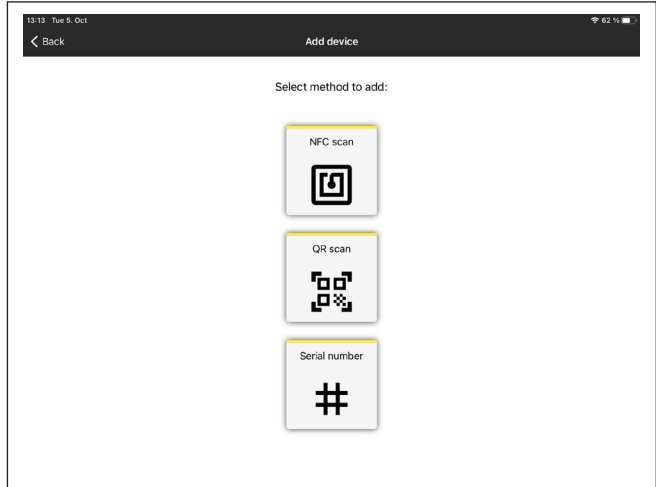 13:13 Tue 5. Oct 62 %
Back Add device
Select method to add:
NFC scan
QR scan
Serial number